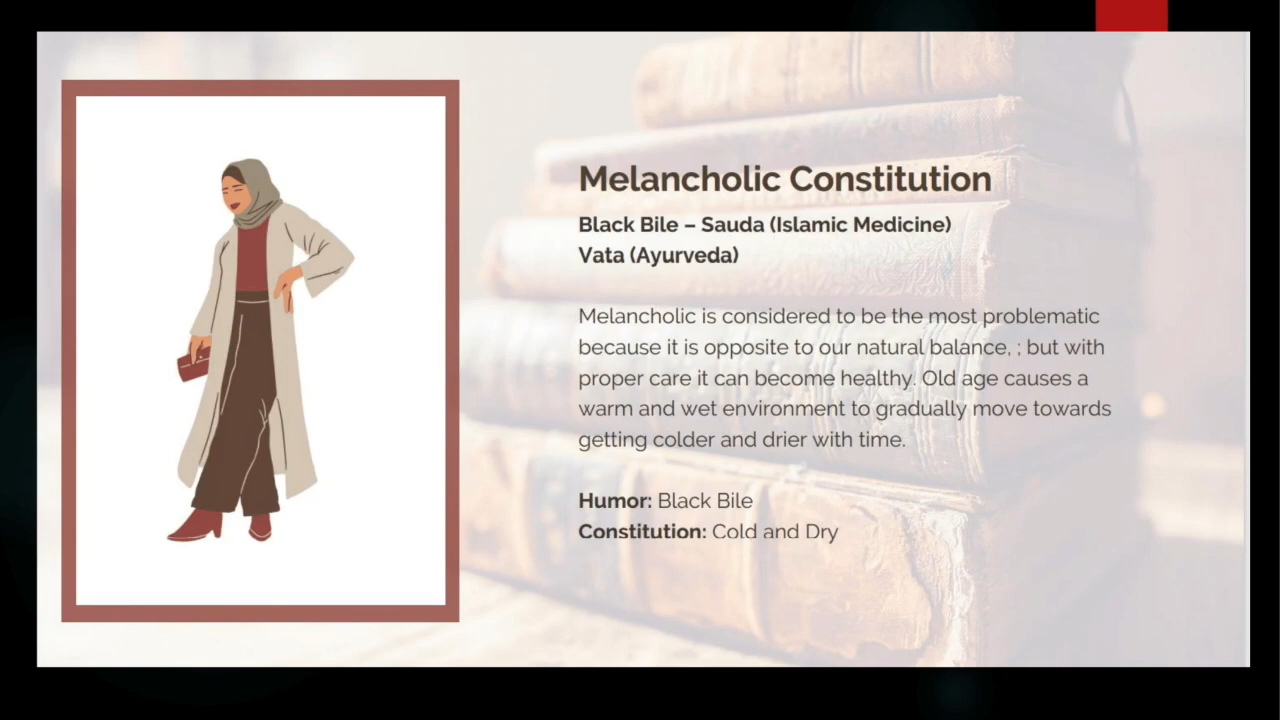 Melancholic Constitution
Black Bile – Sauda (Islamic Medicine)
Vata (Ayurveda)
Melancholic is considered to be the most problematic
because it is opposite to our natural balance, ; but with
proper care it can become healthy. Old age causes a
warm and wet environment to gradually move towards
getting colder and drier with time.
Humor: Black Bile
Constitution: Cold and Dry